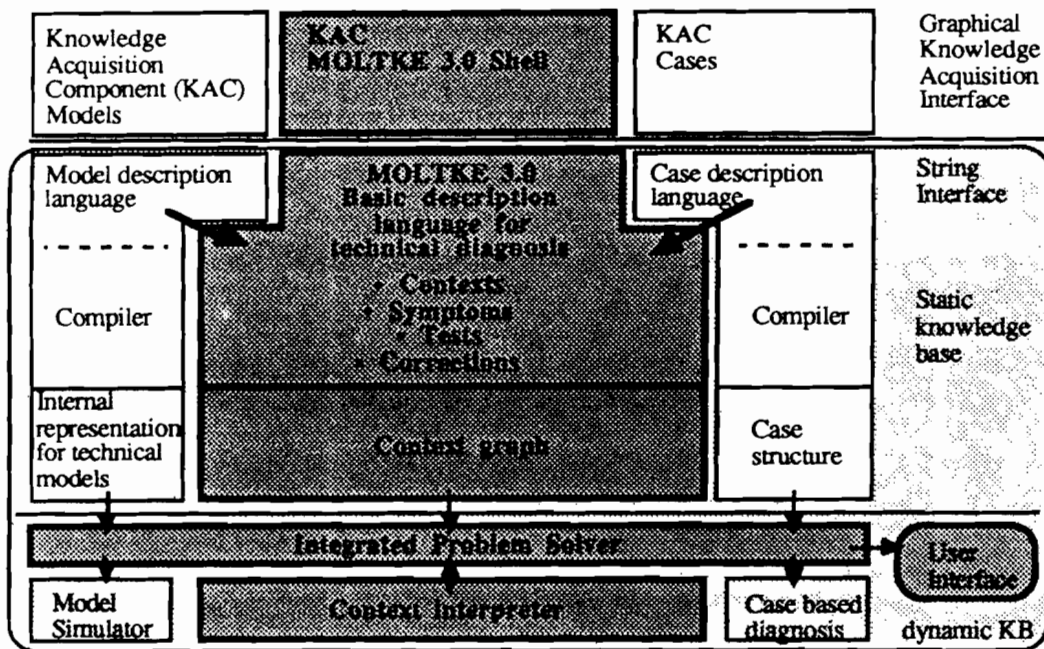 Knowledge
Acquisition
Component (KAC)
Models
KAC
MOLTKE 3.0 Shell
KAC
Cases
Graphical
Knowledge
Acquisition
Interface
Model description
language
MOLTKE 3.0
Basic description
language for
technical diagnosis
• Contexts
• Symptoms
• Tests
• Corrections
Case description
language
String
Interface
Compiler
Compiler
Static
knowledge
base
Internal
representation
for technical
models
Context graph
Case
structure
Integrated Problem Solver
User
Interface
Model
Simulator
Context Interpreter
Case based
diagnosis
dynamic KB